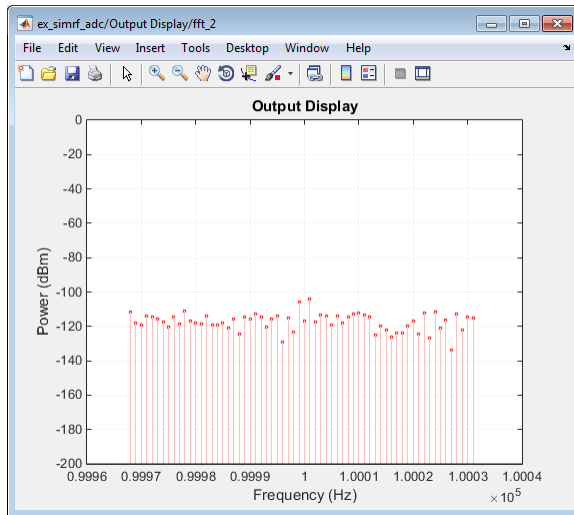 ex_simrf_adc/Output Display/fft_2
File Edit View Insert Tools Desktop Window Help
Output Display
0
-20
-40
-60
-80
-100
-120
-140
-160
-180
-200
Power (dBm)
0.9996 0.9997 0.9998 0.9999 1 1.0001 1.0002 1.0003 1.0004
Frequency (Hz)
×10⁵